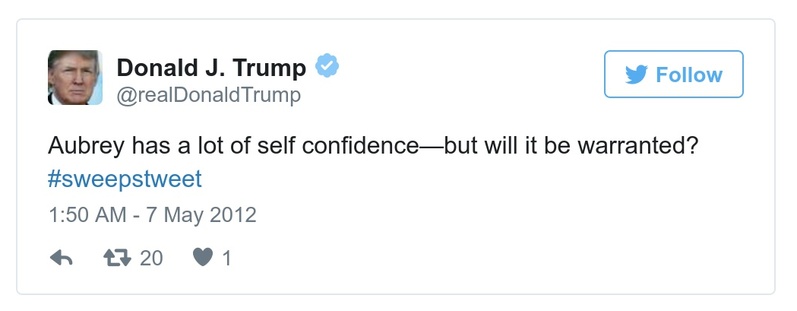 Donald J. Trump
Follow
@realDonaldTrump
Aubrey has a lot of self confidence—but will it be warranted?
#sweepstweet
1:50 AM - 7 May 2012
20 1